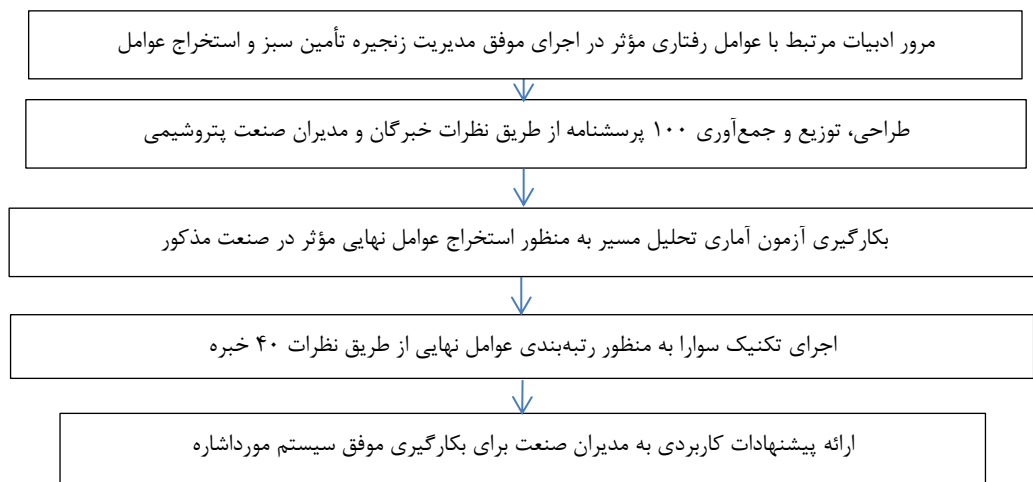 مرور ادبیات مرتبط با عوامل رفتاری مؤثر در اجرای موفق مدیریت زنجیره تأمین سبز و استخراج عوامل
طراحی، توزیع و جمع‌آوری ۱۰۰ پرسشنامه از طریق نظرات خبرگان و مدیران صنعت پتروشیمی
بکارگیری آزمون آماری تحلیل مسیر به منظور استخراج عوامل نهایی مؤثر در صنعت مذکور
اجرای تکنیک سوارا به منظور رتبه‌بندی عوامل نهایی از طریق نظرات ۴۰ خبره
ارائه پیشنهادات کاربردی به مدیران صنعت برای بکارگیری موفق سیستم مورداشاره